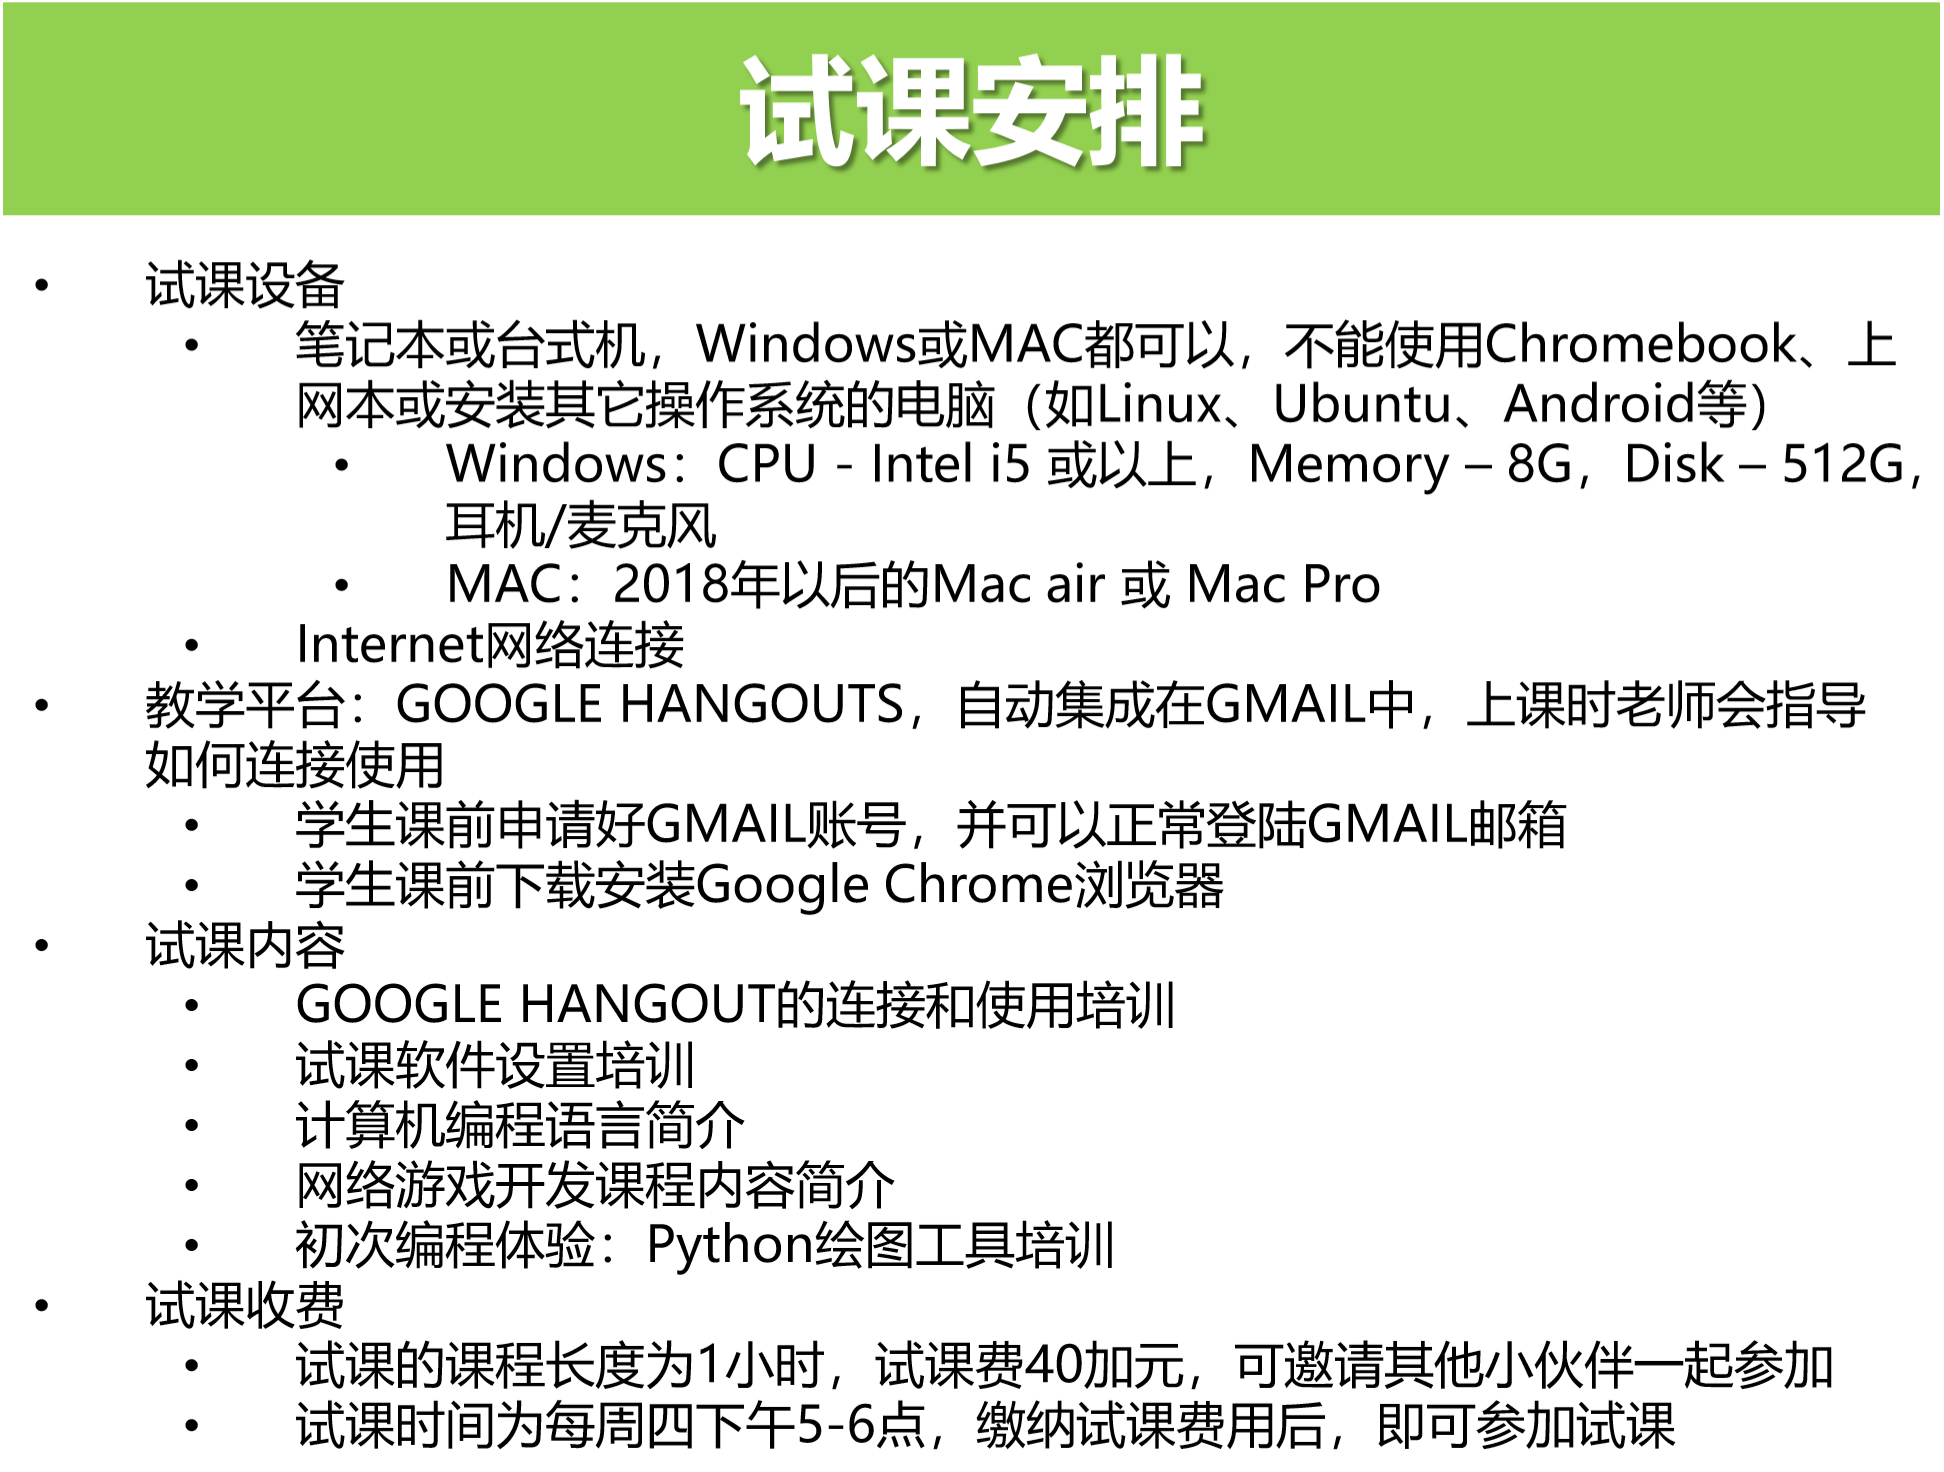 试课安排
• 试课设备
• 笔记本或台式机，Windows或MAC都可以，不能使用Chromebook、上
网本或安装其它操作系统的电脑（如Linux、Ubuntu、Android等）
• Windows：CPU - Intel i5 或以上，Memory – 8G，Disk – 512G，
耳机/麦克风
• MAC：2018年以后的Mac air 或 Mac Pro
• Internet网络连接
• 教学平台：GOOGLE HANGOUTS，自动集成在GMAIL中，上课时老师会指导
如何连接使用
• 学生课前申请好GMAIL账号，并可以正常登陆GMAIL邮箱
• 学生课前下载安装Google Chrome浏览器
• 试课内容
• GOOGLE HANGOUT的连接和使用培训
• 试课软件设置培训
• 计算机编程语言简介
• 网络游戏开发课程内容简介
• 初次编程体验：Python绘图工具培训
• 试课收费
• 试课的课程长度为1小时，试课费40加元，可邀请其他小伙伴一起参加
• 试课时间为每周四下午5-6点，缴纳试课费用后，即可参加试课